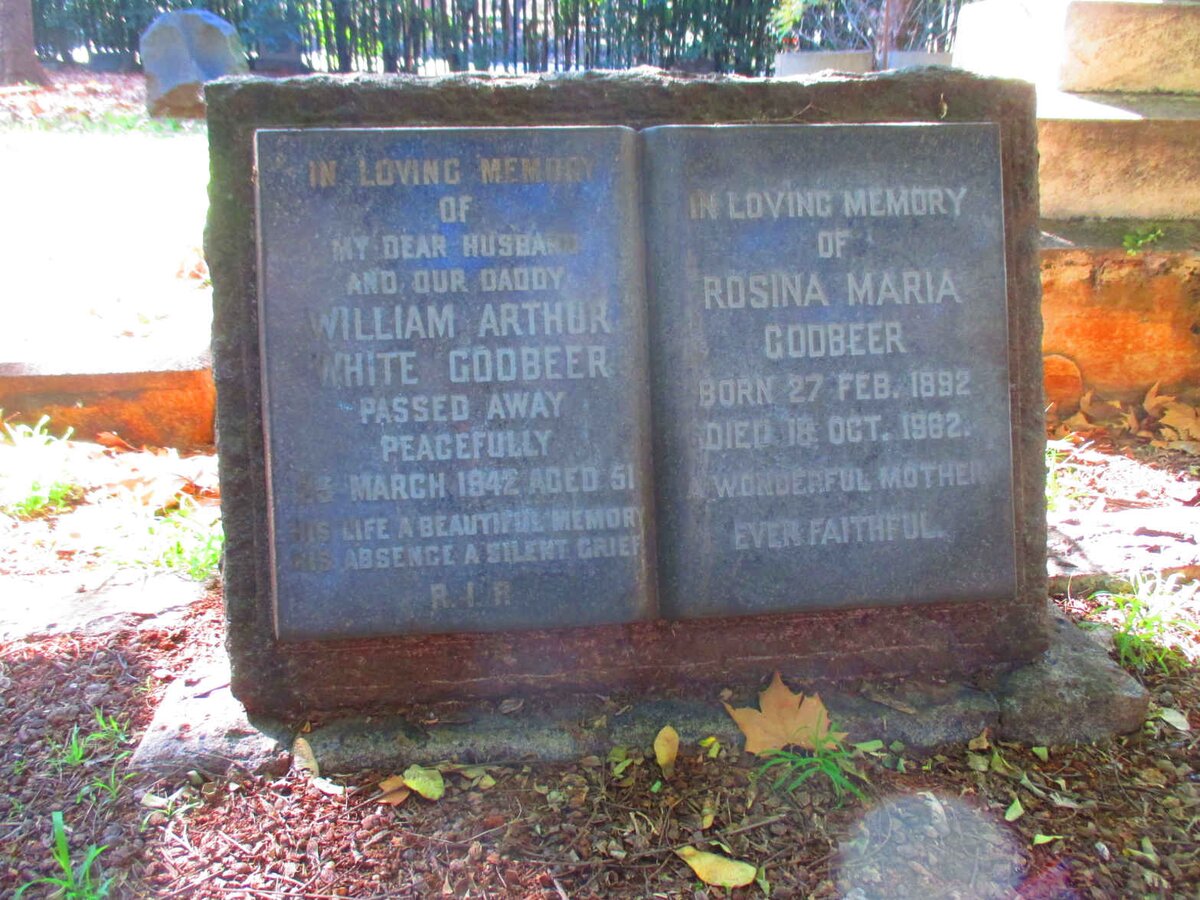 IN LOVING MEMORY
OF
MY DEAR HUSBAND
AND OUR DADDY
WILLIAM ARTHUR
WHITE GODBEER
PASSED AWAY
PEACEFULLY
MARCH 1942 AGED 51
HIS LIFE A BEAUTIFUL MEMORY
HIS ABSENCE A SILENT GRIEF
R.I.P
IN LOVING MEMORY
OF
ROSINA MARIA
GODBEER
BORN 27 FEB. 1892
DIED 18 OCT. 1962.
A WONDERFUL MOTHER
EVER FAITHFUL.